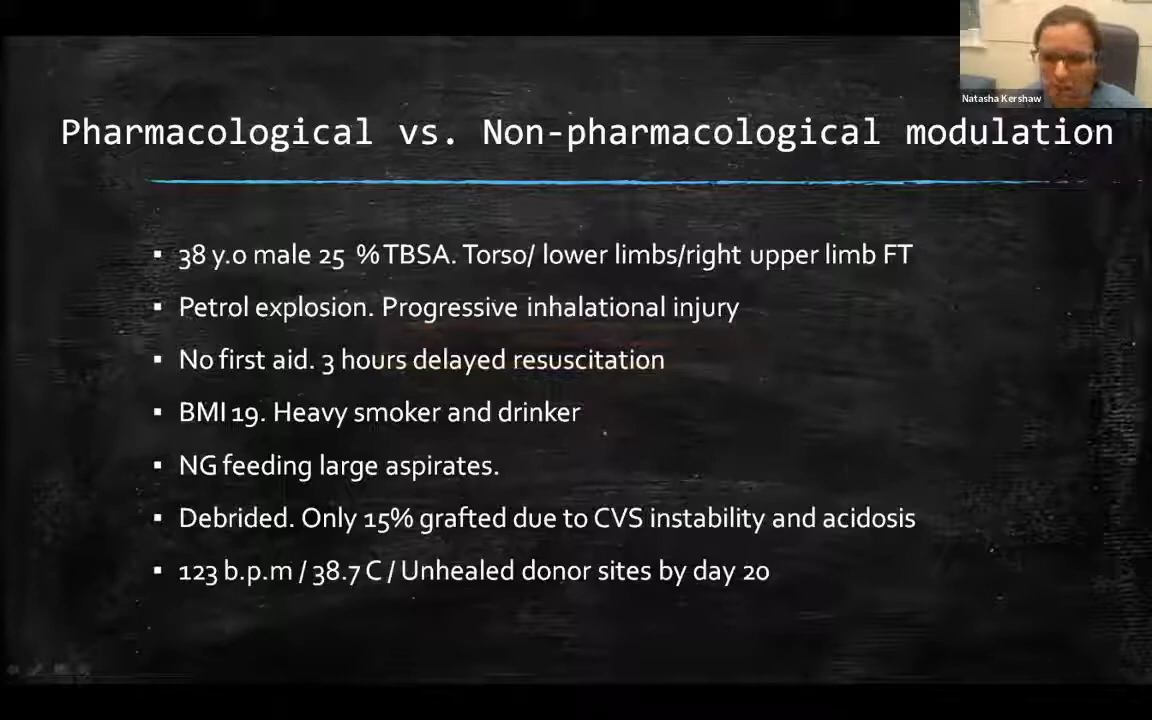 Natasha Kershaw
Pharmacological vs. Non-pharmacological modulation
▪ 38 y.o male 25 % TBSA. Torso/ lower limbs/right upper limb FT
▪ Petrol explosion. Progressive inhalational injury
▪ No first aid. 3 hours delayed resuscitation
▪ BMI 19. Heavy smoker and drinker
▪ NG feeding large aspirates.
▪ Debrided. Only 15% grafted due to CVS instability and acidosis
▪ 123 b.p.m / 38.7 C / Unhealed donor sites by day 20